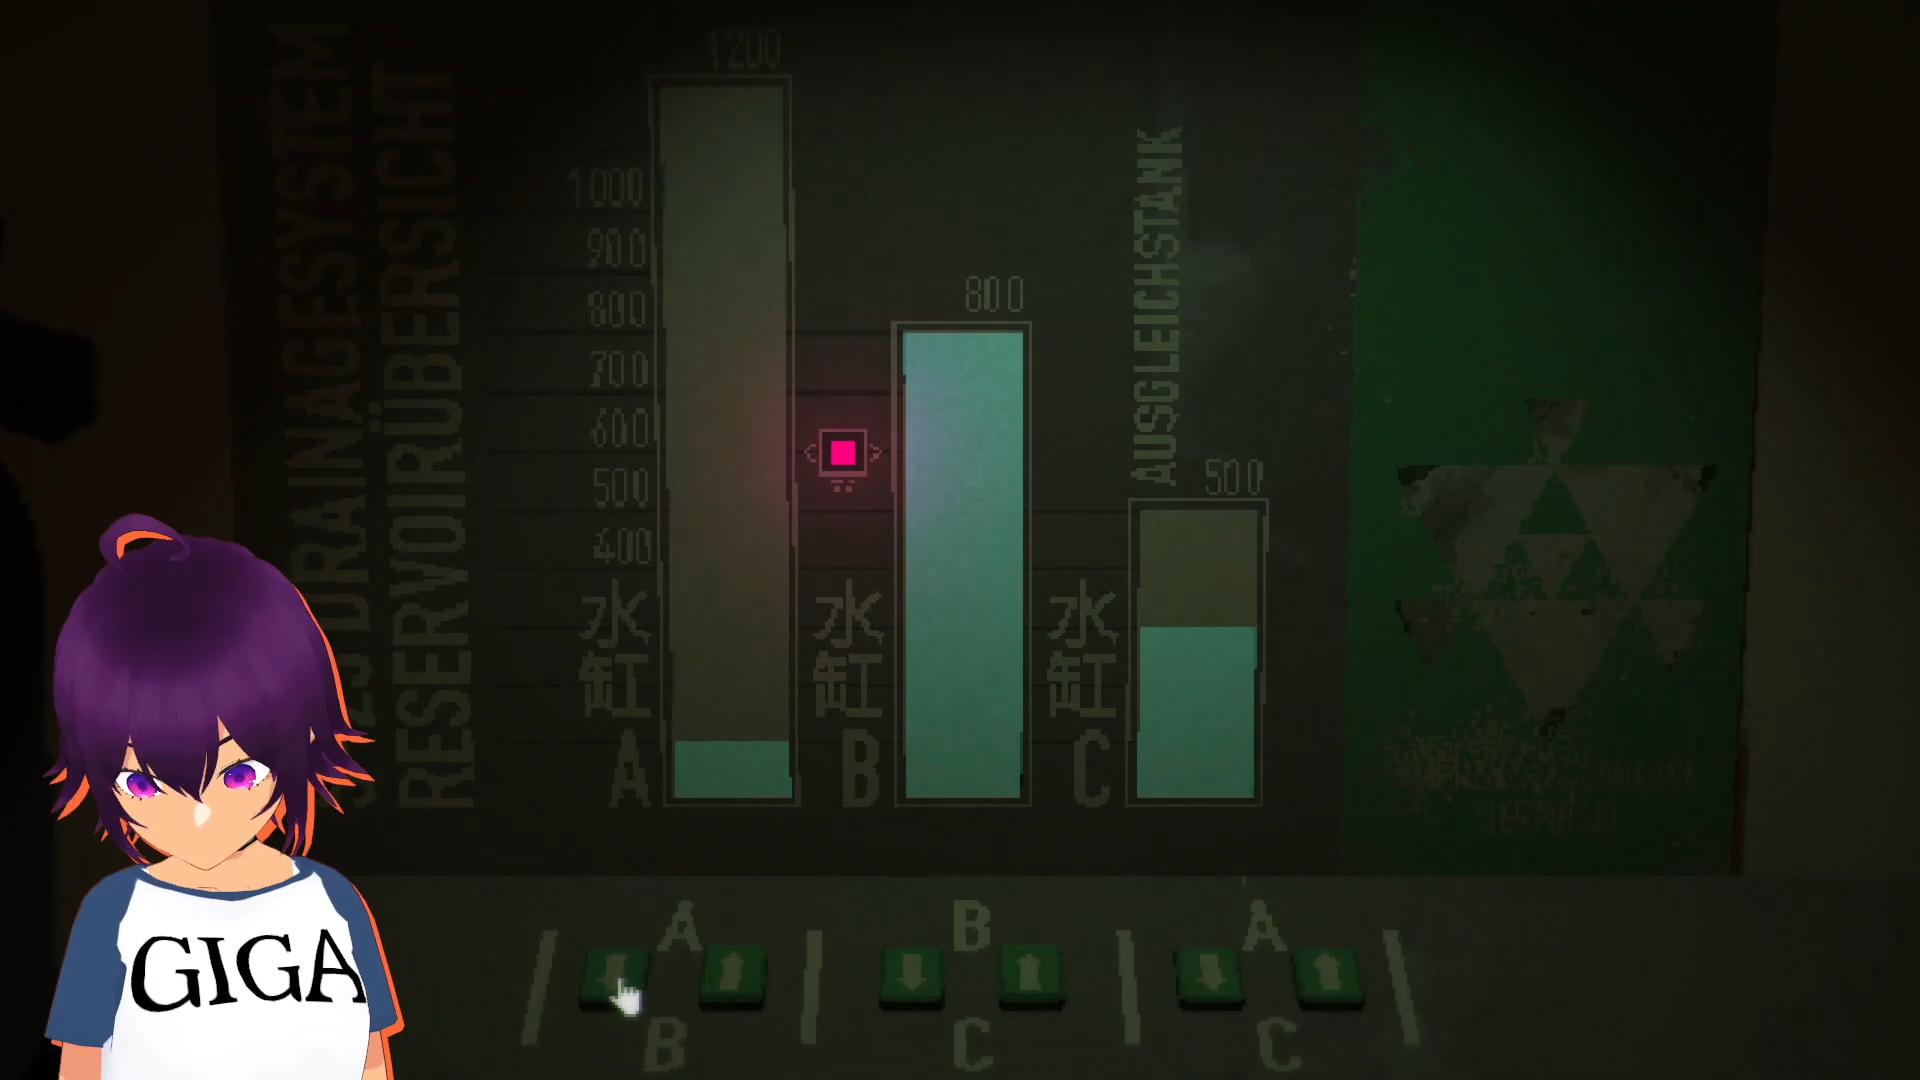 DRAINAGESYSTEM
RESERVOIRÜBERSICHT
1200
1000
900
800
700
600
500
400
水缸 A
800
水缸 B
AUSGLEICHSTANK
500
水缸 C
A
B
B
C
A
C
GIGA